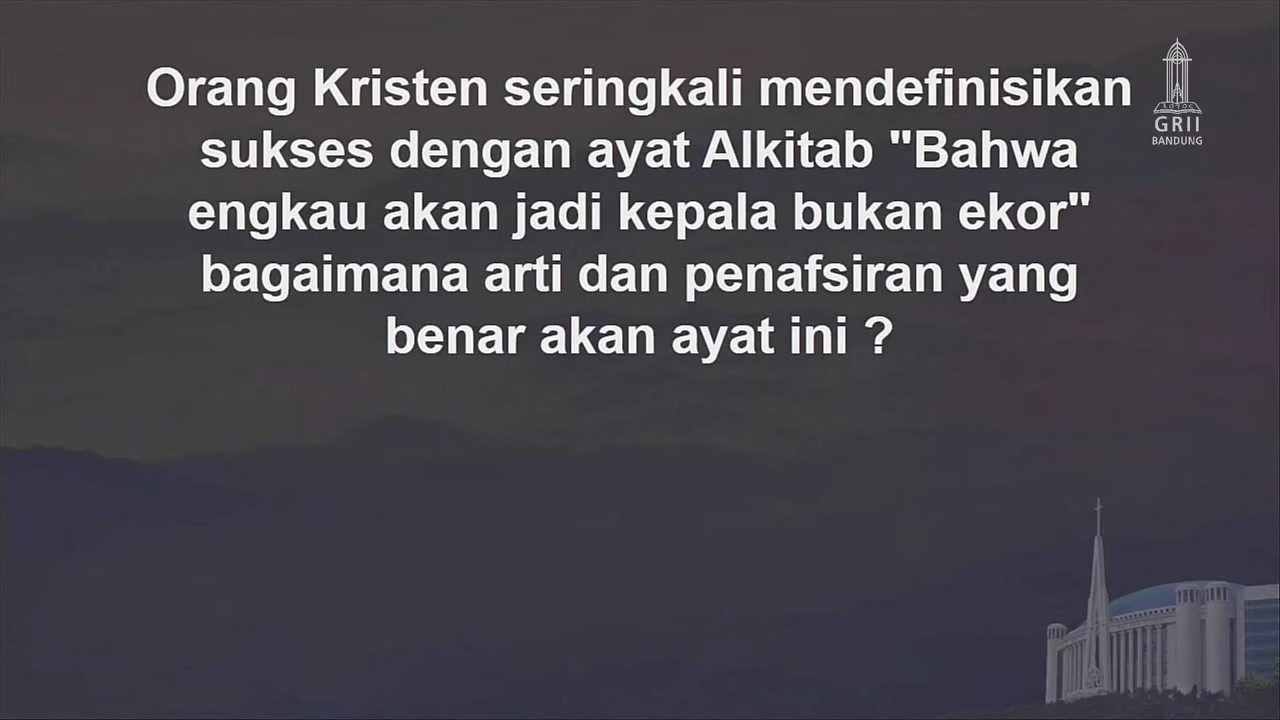 Orang Kristen seringkali mendefinisikan
sukses dengan ayat Alkitab "Bahwa
engkau akan jadi kepala bukan ekor"
bagaimana arti dan penafsiran yang
benar akan ayat ini ?
GRII
BANDUNG